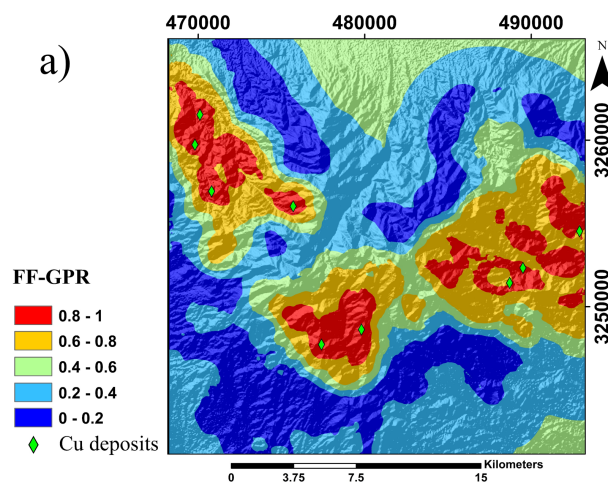 470000 480000 490000
N
a)
3260000
3250000
FF-GPR
0.8 - 1
0.6 - 0.8
0.4 - 0.6
0.2 - 0.4
0 - 0.2
Cu deposits
Kilometers
0 3.75 7.5 15